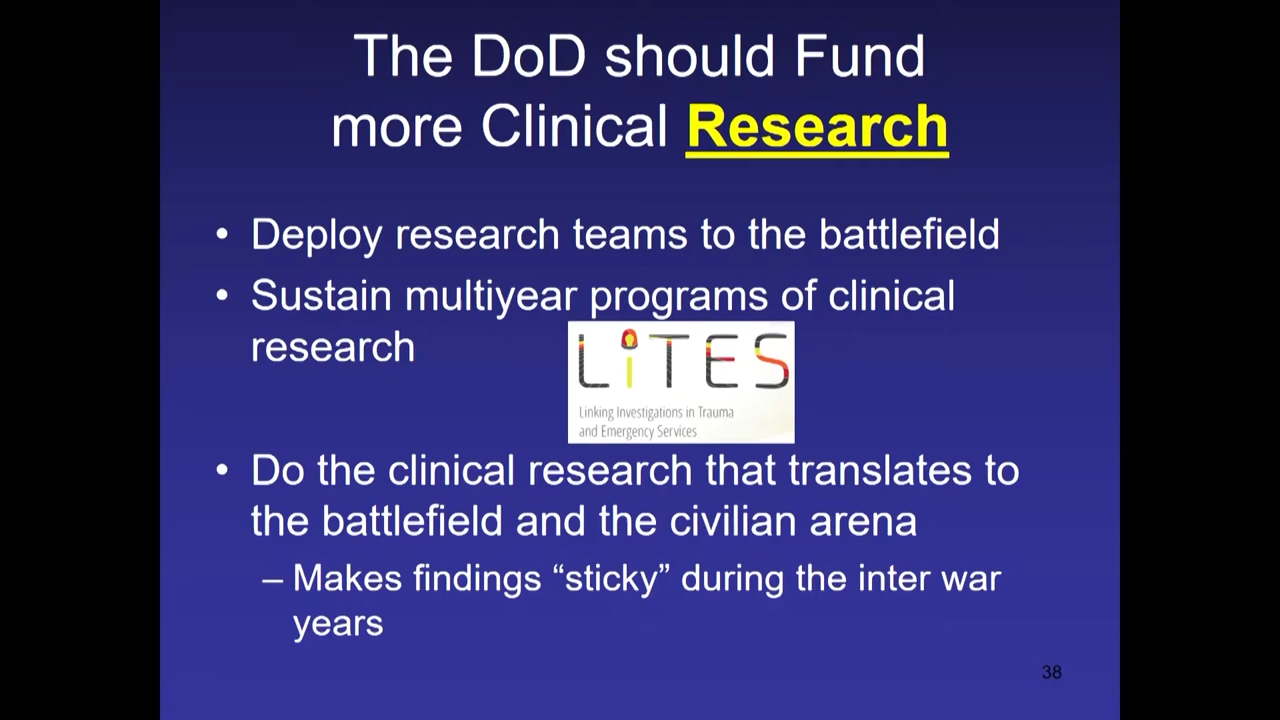 The DoD should Fund
more Clinical Research
• Deploy research teams to the battlefield
• Sustain multiyear programs of clinical
research
LiTES
Linking Investigations in Trauma
and Emergency Services
• Do the clinical research that translates to
the battlefield and the civilian arena
– Makes findings “sticky” during the inter war
years
38